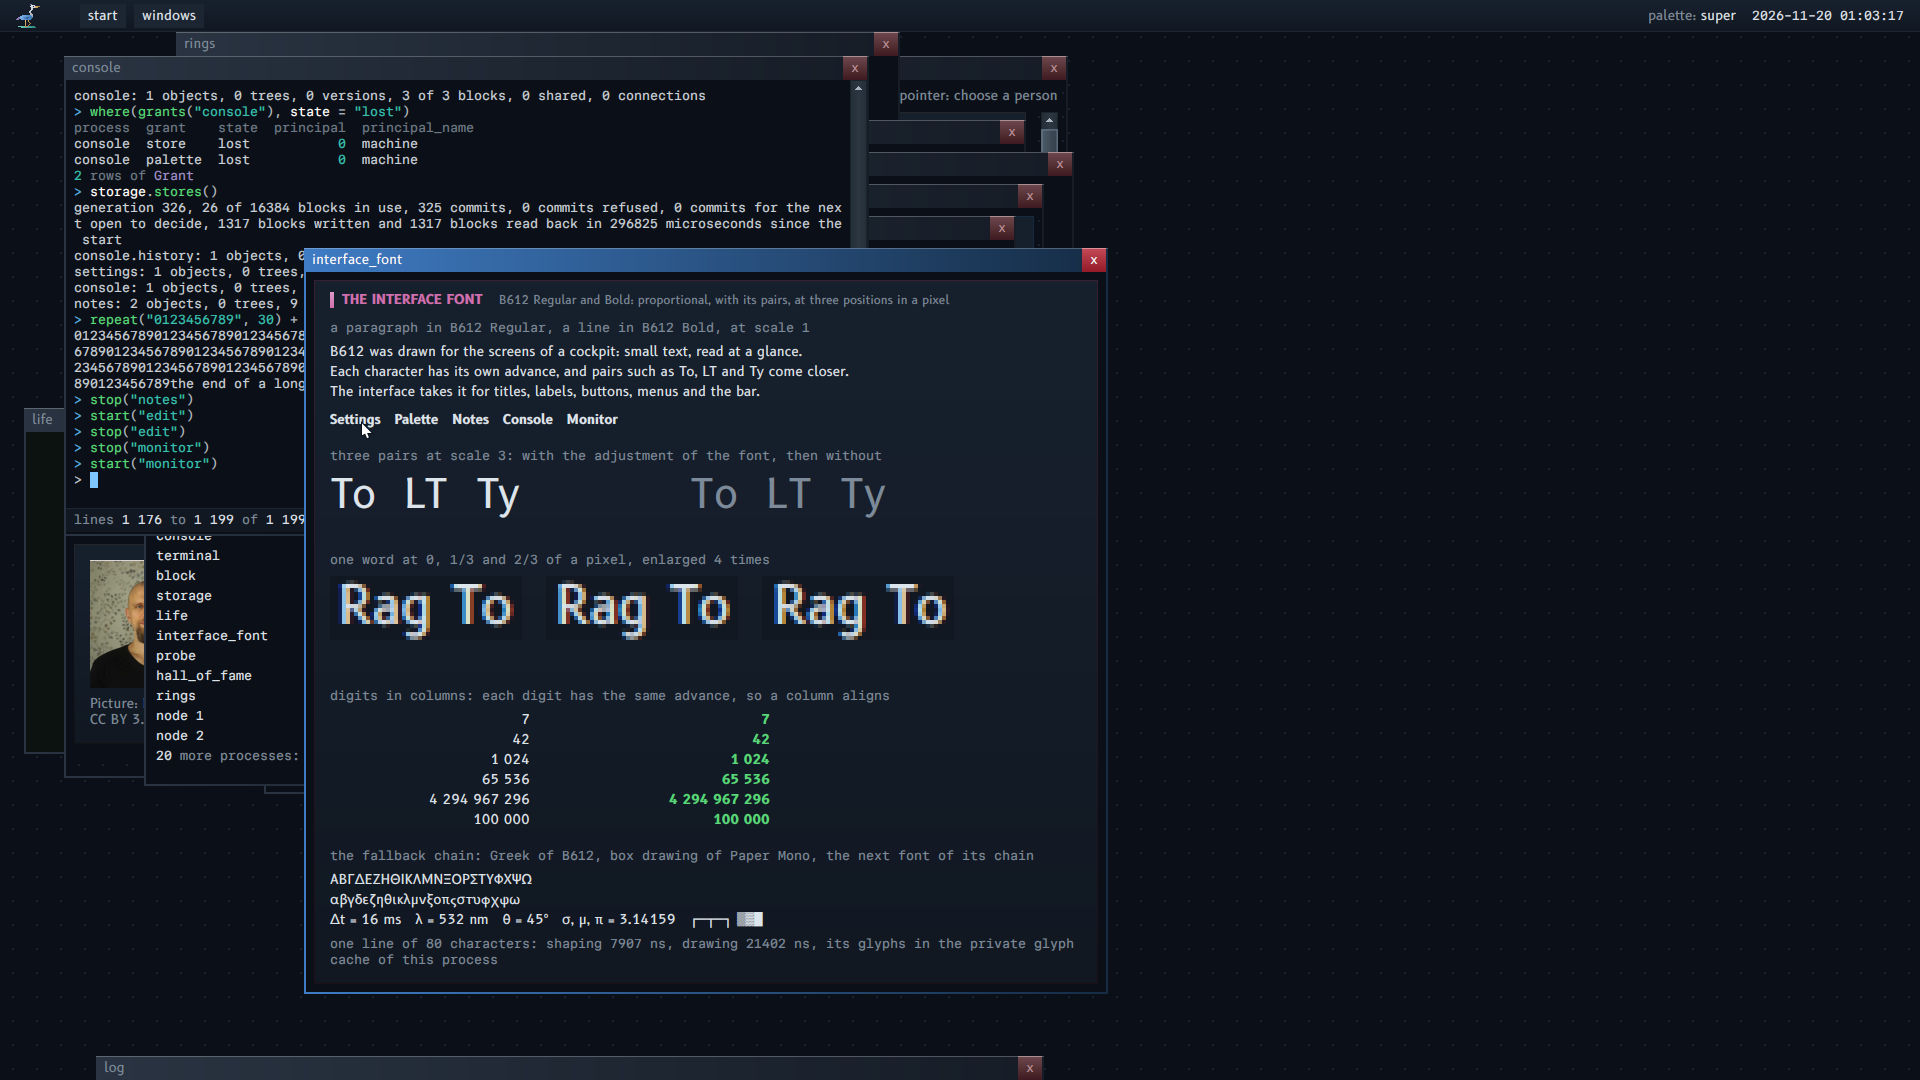 start windows palette: super 2026-11-20 01:03:17
rings x
console x
x
console: 1 objects, 0 trees, 0 versions, 3 of 3 blocks, 0 shared, 0 connections
pointer: choose a person
> where(grants("console"), state = "lost")
process grant state principal principal_name
console store lost 0 machine
console palette lost 0 machine
2 rows of Grant
> storage.stores()
generation 326, 26 of 16384 blocks in use, 325 commits, 0 commits refused, 0 commits for the nex
t open to decide, 1317 blocks written and 1317 blocks read back in 296825 microseconds since the
start
console.history: 1 objects, 0
settings: 1 objects, 0 trees,
console: 1 objects, 0 trees,
notes: 2 objects, 0 trees, 9
> repeat("0123456789", 30) +
01234567890123456789012345678
67890123456789012345678901234
23456789012345678901234567890
890123456789the end of a long
> stop("notes")
> start("edit")
> stop("edit")
> stop("monitor")
> start("monitor")
>
lines 1 176 to 1 199 of 1 199
x
x
x
x
life
console
terminal
block
storage
life
interface_font
probe
hall_of_fame
rings
node 1
node 2
20 more processes:
Picture:
CC BY 3.
interface_font x
THE INTERFACE FONT B612 Regular and Bold: proportional, with its pairs, at three positions in a pixel
a paragraph in B612 Regular, a line in B612 Bold, at scale 1
B612 was drawn for the screens of a cockpit: small text, read at a glance.
Each character has its own advance, and pairs such as To, LT and Ty come closer.
The interface takes it for titles, labels, buttons, menus and the bar.
Settings Palette Notes Console Monitor
three pairs at scale 3: with the adjustment of the font, then without
To LT Ty To LT Ty
one word at 0, 1/3 and 2/3 of a pixel, enlarged 4 times
Rag To Rag To Rag To
digits in columns: each digit has the same advance, so a column aligns
7 7
42 42
1 024 1 024
65 536 65 536
4 294 967 296 4 294 967 296
100 000 100 000
the fallback chain: Greek of B612, box drawing of Paper Mono, the next font of its chain
ΑΒΓΔΕΖΗΘΙΚΛΜΝΞΟΡΣΤΥΦΧΨΩ
αβγδεζηθικλμνξοπςστυφχψω
Δt = 16 ms λ = 532 nm θ = 45° σ, μ, π = 3.14159 ┌─┬─┐ ▒▓█
one line of 80 characters: shaping 7907 ns, drawing 21402 ns, its glyphs in the private glyph
cache of this process
log x